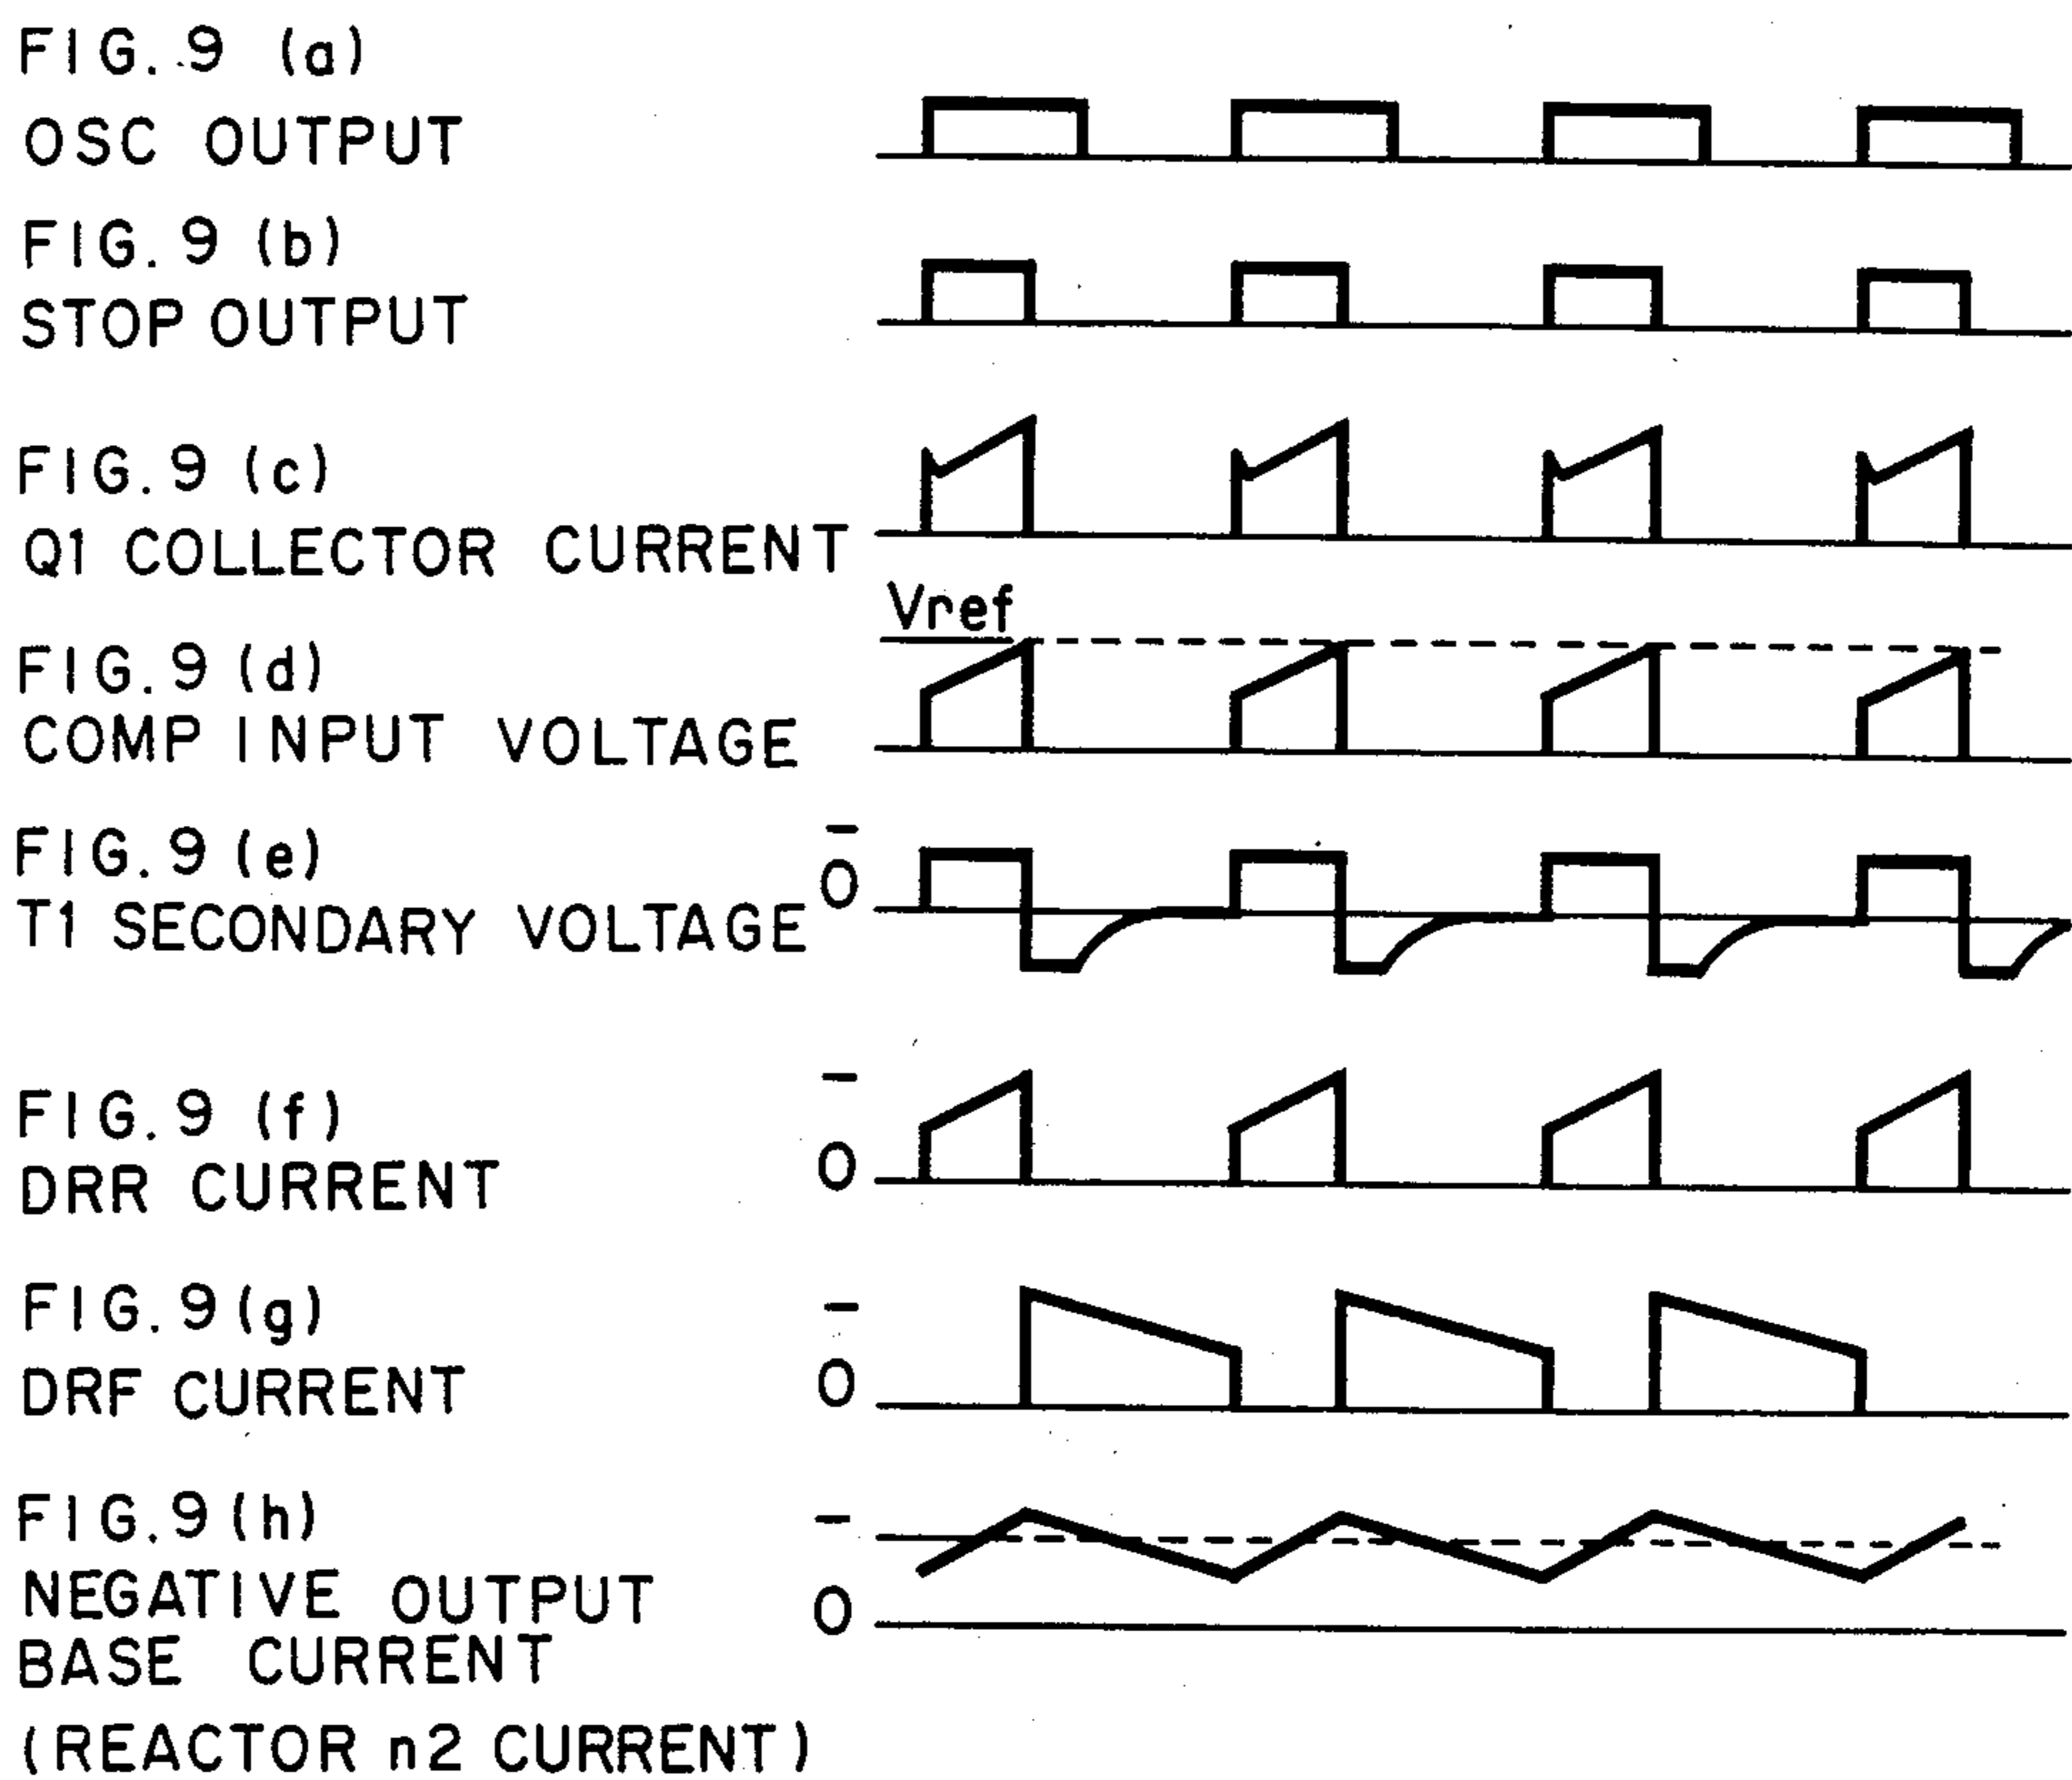 FIG. 9 (a)
OSC OUTPUT
FIG. 9 (b)
STOP OUTPUT
FIG. 9 (c)
Q1 COLLECTOR CURRENT
Vref
FIG. 9 (d)
COMP INPUT VOLTAGE
FIG. 9 (e)
T1 SECONDARY VOLTAGE
–
0
FIG. 9 (f)
DRR CURRENT
–
0
FIG. 9 (g)
DRF CURRENT
–
0
FIG. 9 (h)
NEGATIVE OUTPUT
BASE CURRENT
(REACTOR n2 CURRENT)
–
0